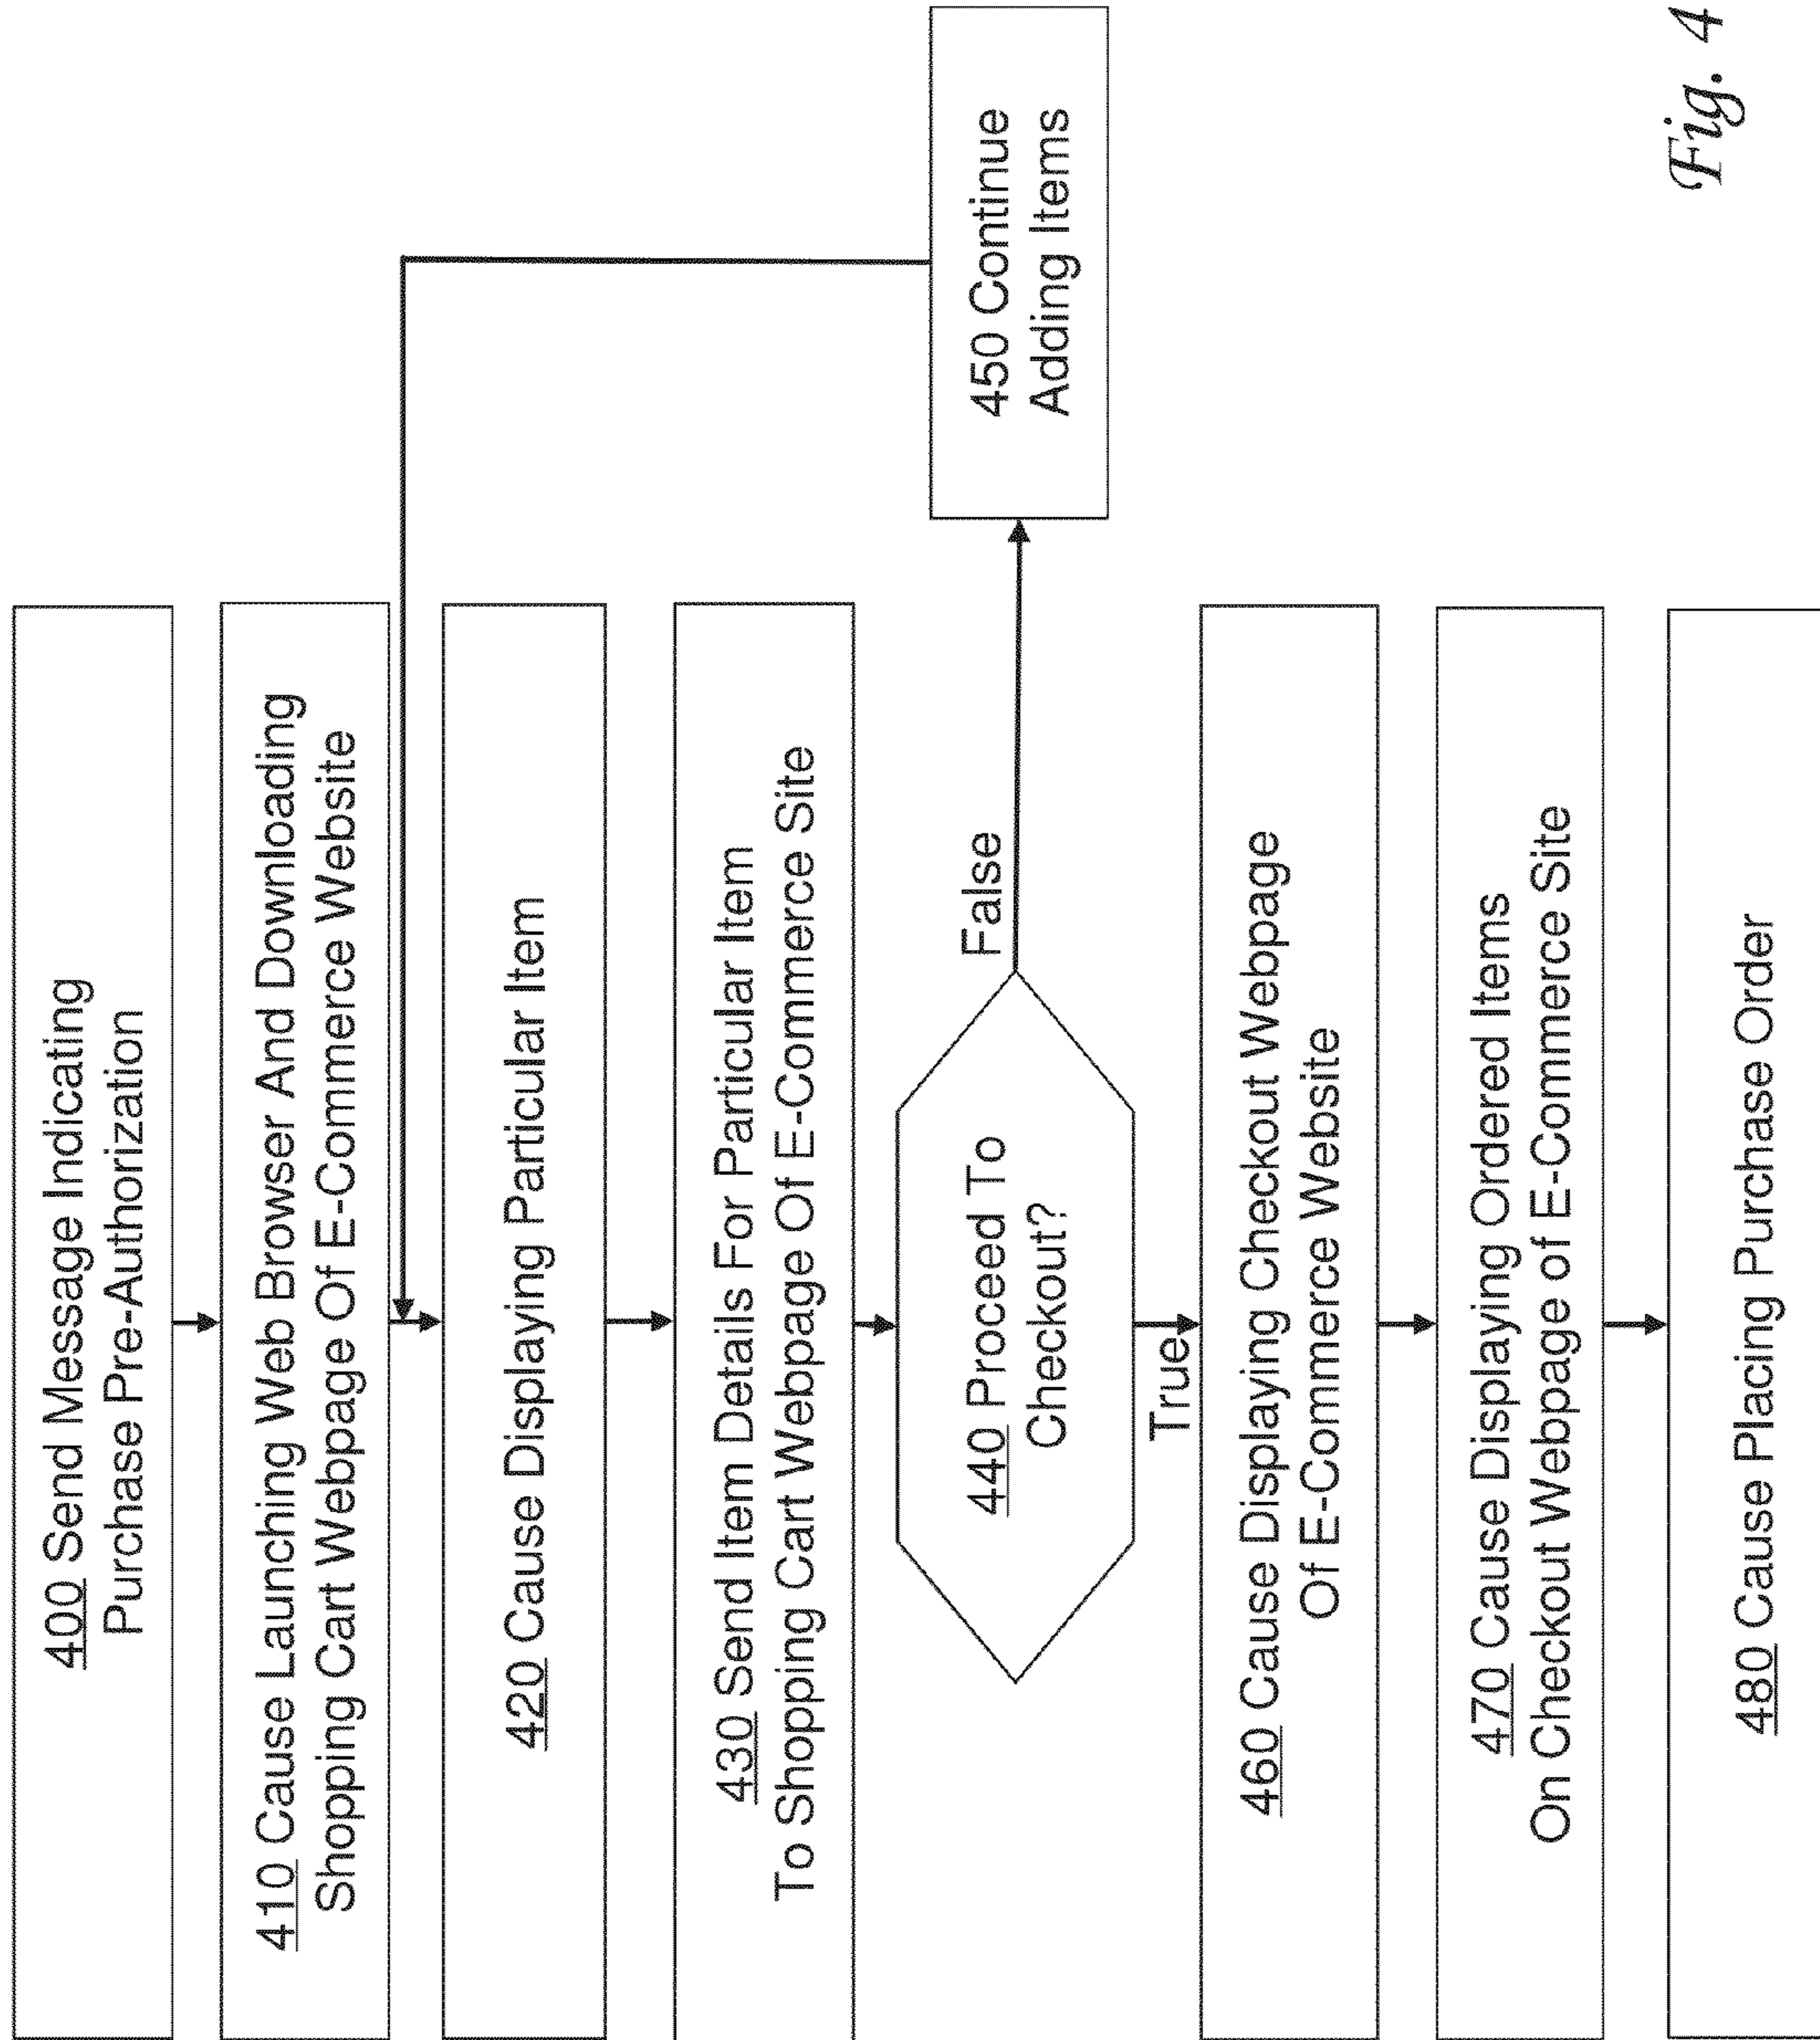 400 Send Message Indicating
Purchase Pre-Authorization
410 Cause Launching Web Browser And Downloading
Shopping Cart Webpage Of E-Commerce Website
420 Cause Displaying Particular Item
430 Send Item Details For Particular Item
To Shopping Cart Webpage Of E-Commerce Site
440 Proceed To
Checkout?
False
450 Continue
Adding Items
True
460 Cause Displaying Checkout Webpage
Of E-Commerce Website
470 Cause Displaying Ordered Items
On Checkout Webpage of E-Commerce Site
480 Cause Placing Purchase Order
Fig. 4